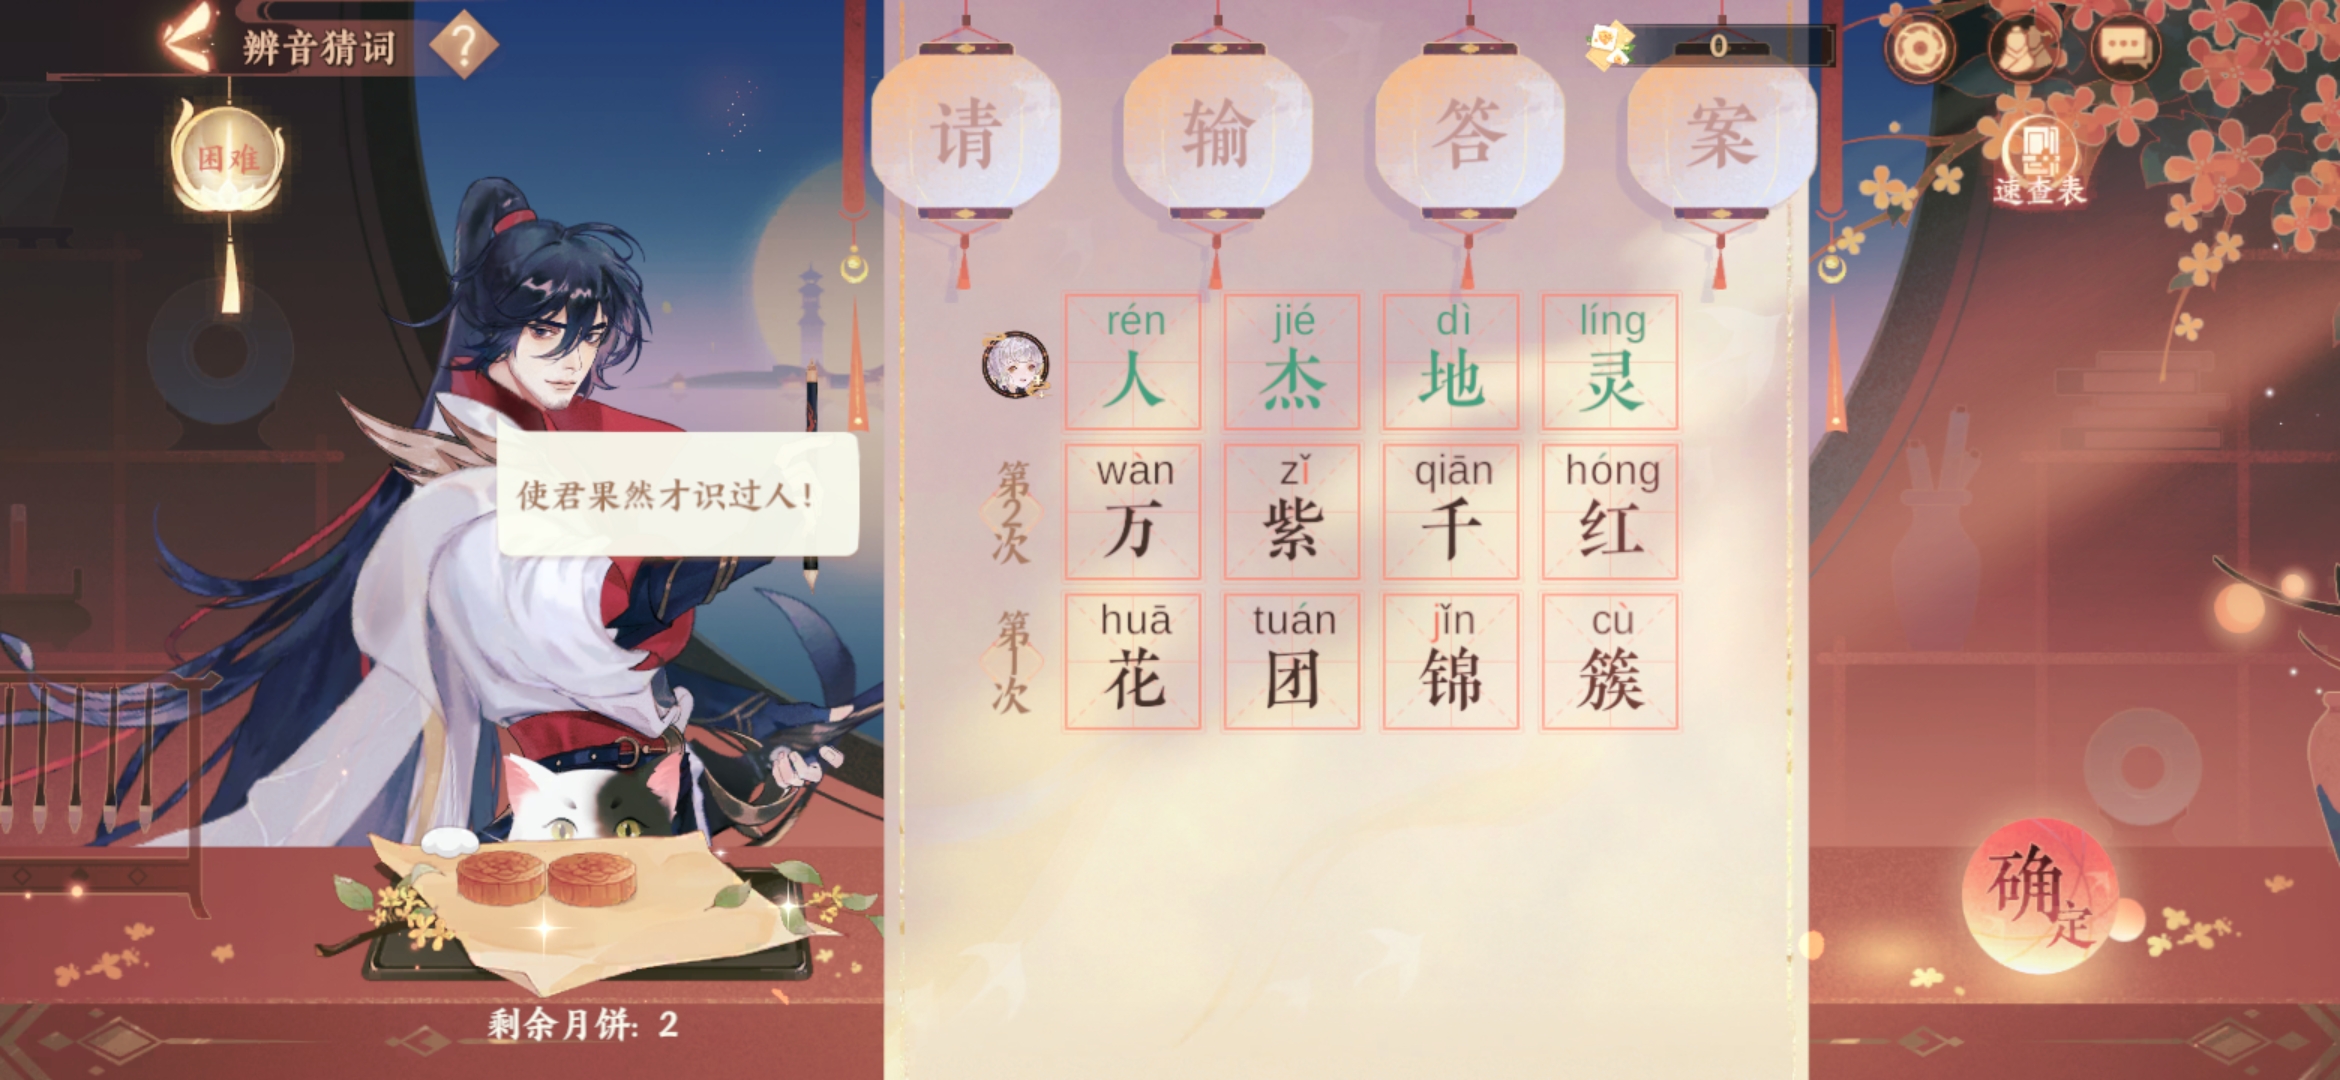 辨音猜词
?
困难
请 输 答 案
0
速查表
rén jié dì líng
人 杰 地 灵
第2次
wàn zǐ qiān hóng
万 紫 千 红
第1次
huā tuán jǐn cù
花 团 锦 簇
使君果然才识过人!
剩余月饼: 2
确定